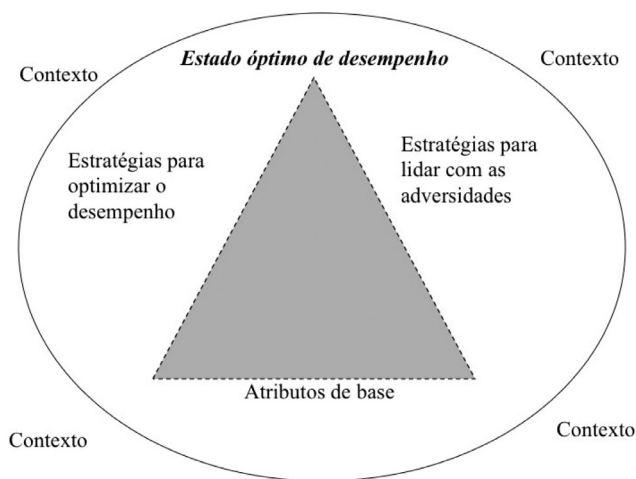 Estado óptimo de desempenho
Contexto
Contexto
Estratégias para
optimizar o
desempenho
Estratégias para
lidar com as
adversidades
Atributos de base
Contexto
Contexto